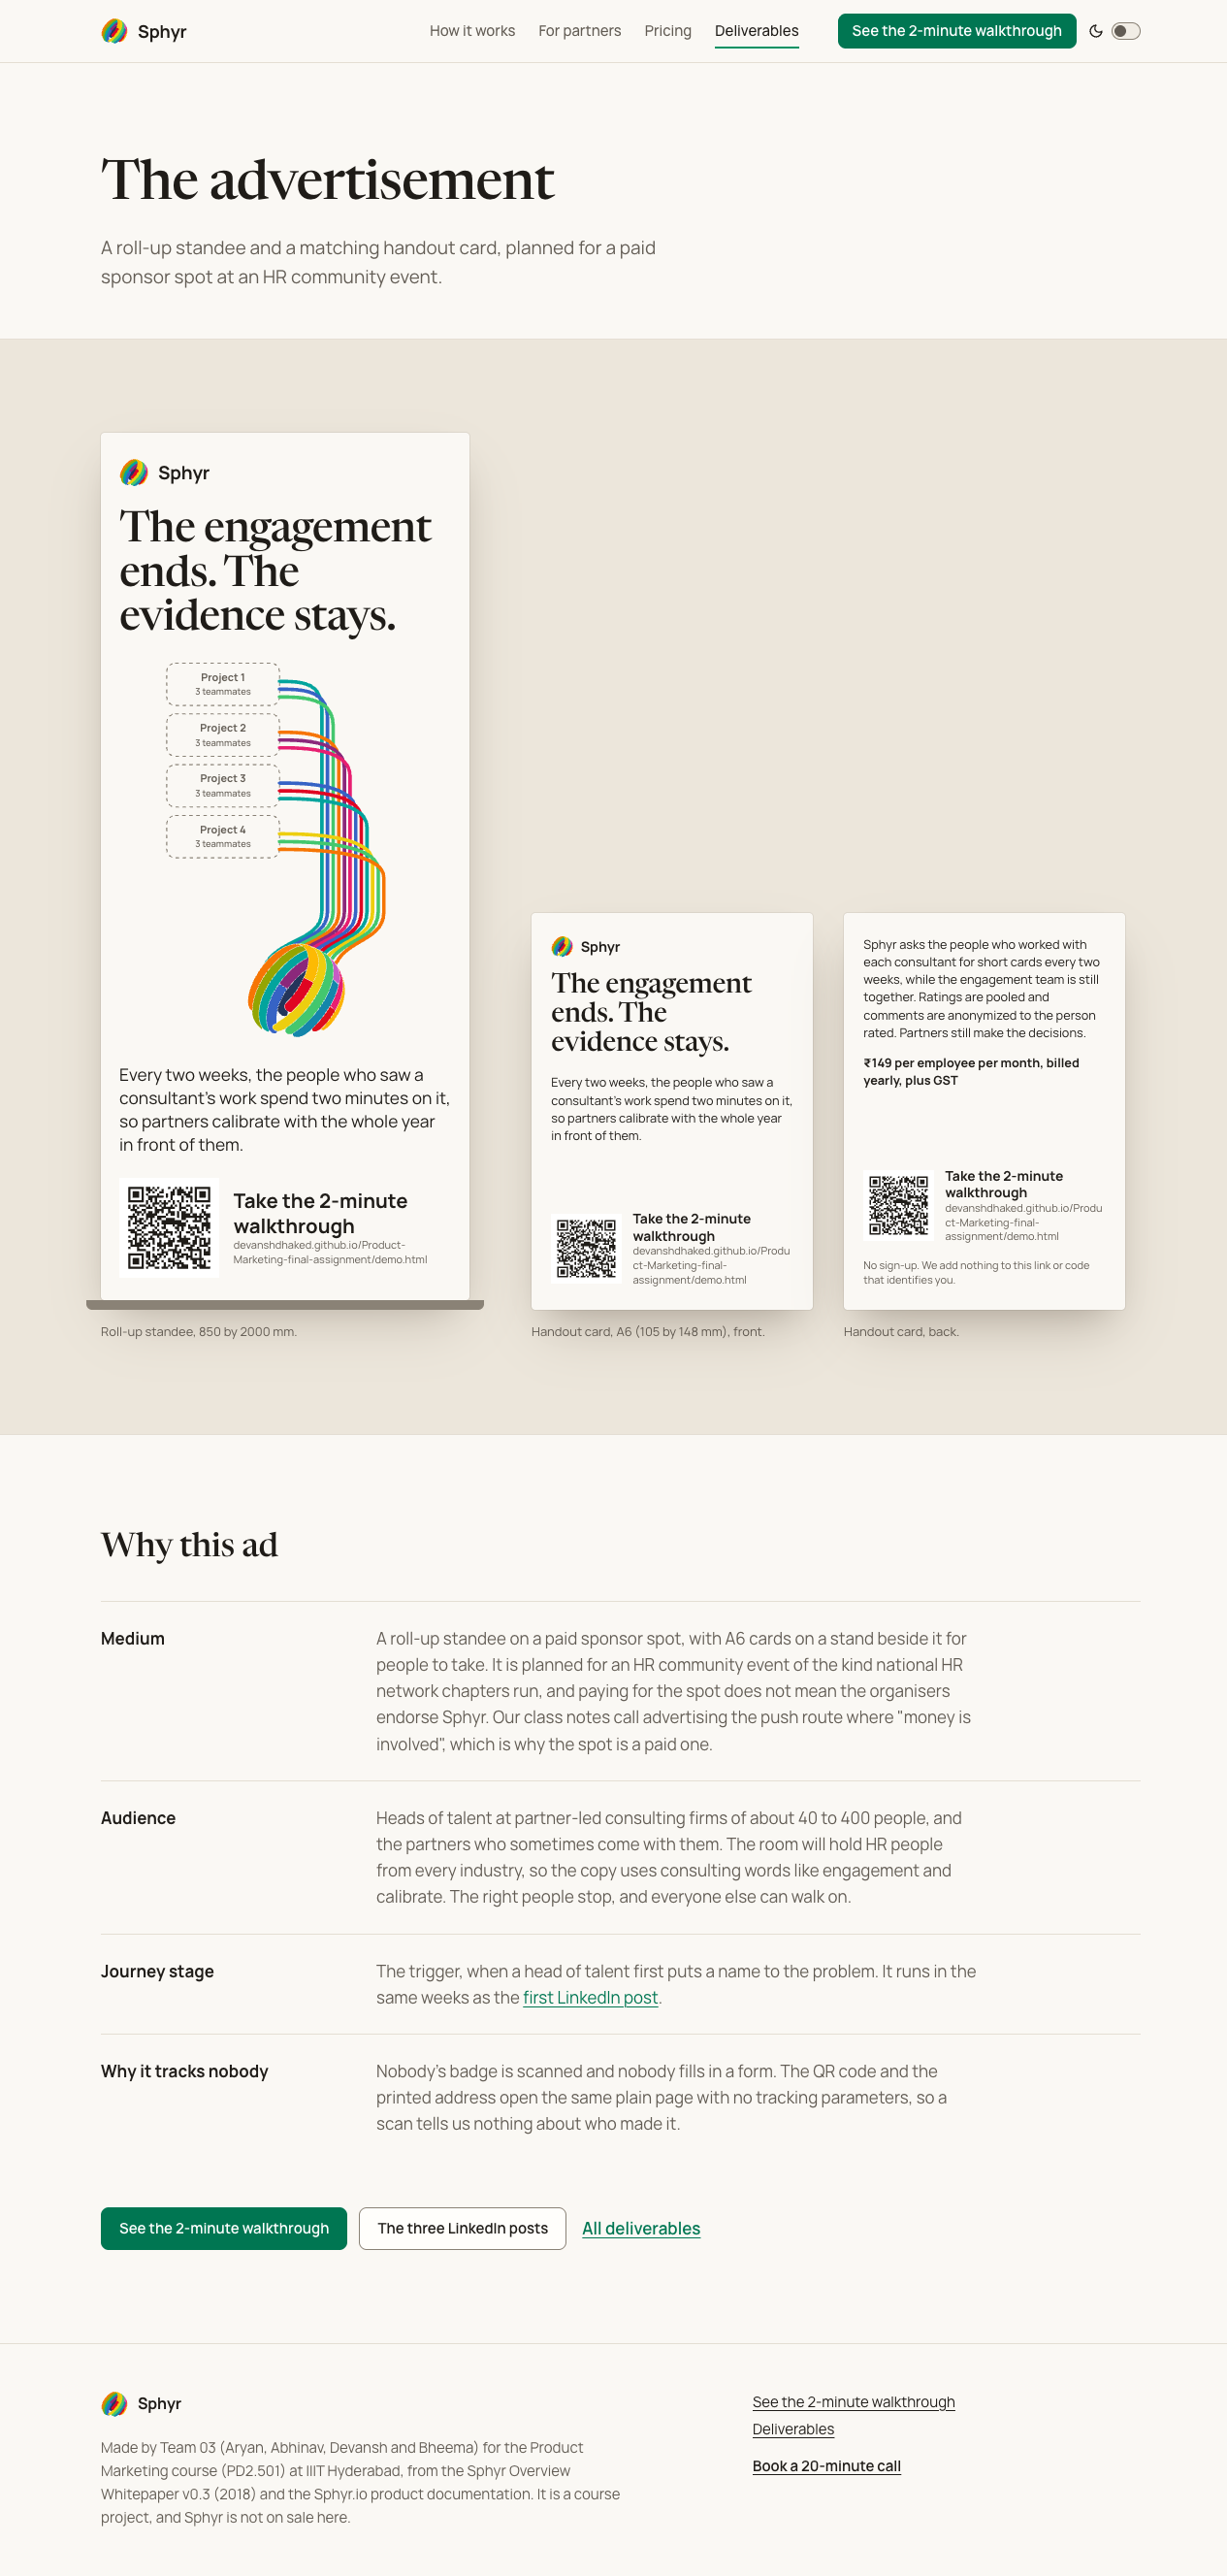 Sphyr
How it works
For partners
Pricing
Deliverables
See the 2-minute walkthrough
The advertisement
A roll-up standee and a matching handout card, planned for a paid
sponsor spot at an HR community event.
Sphyr
The engagement
ends. The
evidence stays.
Project 1
3 teammates
Project 2
3 teammates
Project 3
3 teammates
Project 4
3 teammates
Every two weeks, the people who saw a
consultant's work spend two minutes on it,
so partners calibrate with the whole year
in front of them.
Take the 2-minute
walkthrough
devanshdhaked.github.io/Product-
Marketing-final-assignment/demo.html
Roll-up standee, 850 by 2000 mm.
Sphyr
The engagement
ends. The
evidence stays.
Every two weeks, the people who saw a
consultant's work spend two minutes on it,
so partners calibrate with the whole year
in front of them.
Take the 2-minute
walkthrough
devanshdhaked.github.io/Produ
ct-Marketing-final-
assignment/demo.html
Handout card, A6 (105 by 148 mm), front.
Sphyr asks the people who worked with
each consultant for short cards every two
weeks, while the engagement team is still
together. Ratings are pooled and
comments are anonymized to the person
rated. Partners still make the decisions.
₹149 per employee per month, billed
yearly, plus GST
Take the 2-minute
walkthrough
devanshdhaked.github.io/Produ
ct-Marketing-final-
assignment/demo.html
No sign-up. We add nothing to this link or code
that identifies you.
Handout card, back.
Why this ad
Medium
A roll-up standee on a paid sponsor spot, with A6 cards on a stand beside it for
people to take. It is planned for an HR community event of the kind national HR
network chapters run, and paying for the spot does not mean the organisers
endorse Sphyr. Our class notes call advertising the push route where "money is
involved", which is why the spot is a paid one.
Audience
Heads of talent at partner-led consulting firms of about 40 to 400 people, and
the partners who sometimes come with them. The room will hold HR people
from every industry, so the copy uses consulting words like engagement and
calibrate. The right people stop, and everyone else can walk on.
Journey stage
The trigger, when a head of talent first puts a name to the problem. It runs in the
same weeks as the first LinkedIn post.
Why it tracks nobody
Nobody's badge is scanned and nobody fills in a form. The QR code and the
printed address open the same plain page with no tracking parameters, so a
scan tells us nothing about who made it.
See the 2-minute walkthrough
The three LinkedIn posts
All deliverables
Sphyr
Made by Team 03 (Aryan, Abhinav, Devansh and Bheema) for the Product
Marketing course (PD2.501) at IIIT Hyderabad, from the Sphyr Overview
Whitepaper v0.3 (2018) and the Sphyr.io product documentation. It is a course
project, and Sphyr is not on sale here.
See the 2-minute walkthrough
Deliverables
Book a 20-minute call